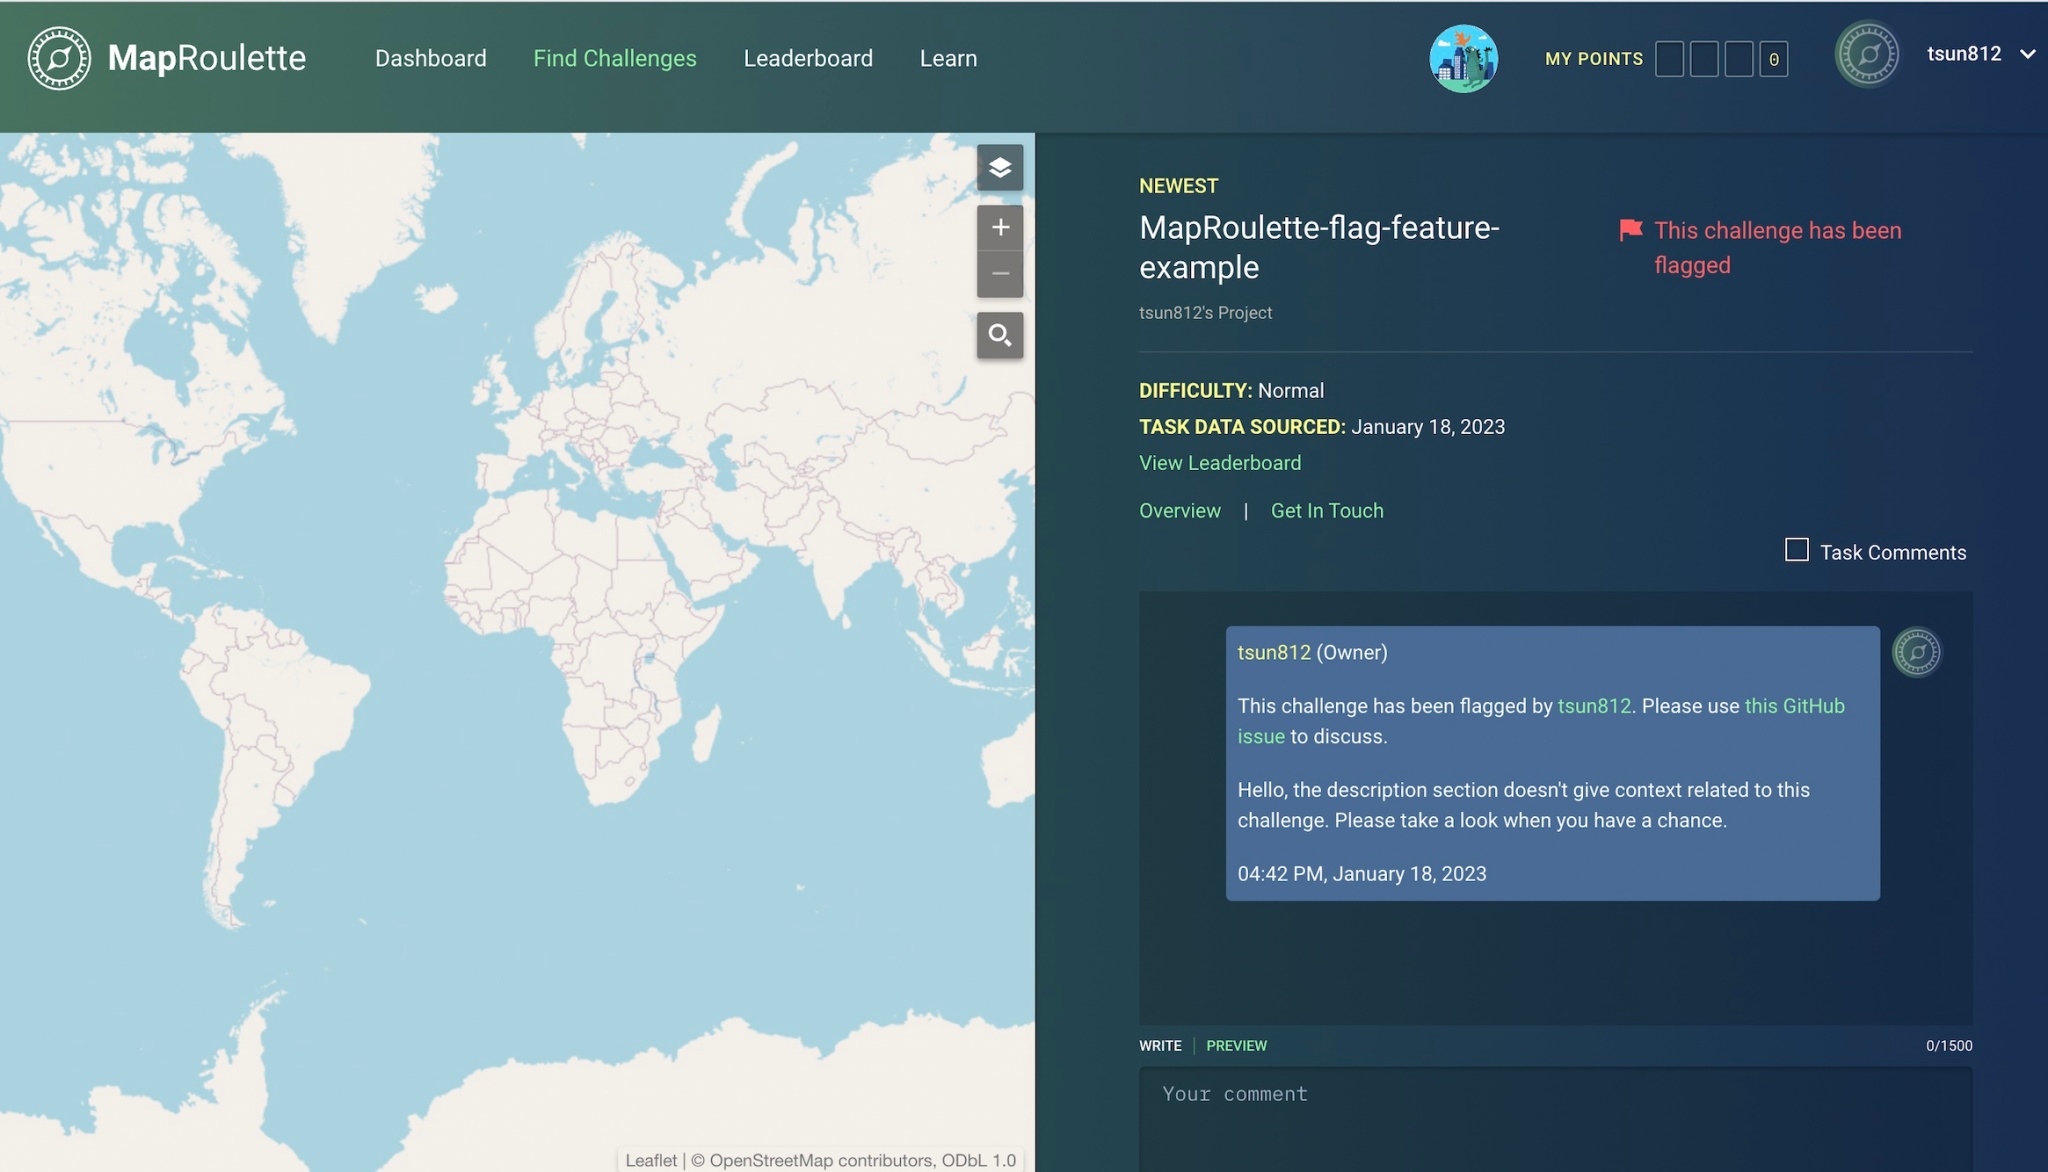 MapRoulette
Dashboard
Find Challenges
Leaderboard
Learn
MY POINTS
0
tsun812
NEWEST
MapRoulette-flag-feature-
example
This challenge has been
flagged
tsun812's Project
DIFFICULTY: Normal
TASK DATA SOURCED: January 18, 2023
View Leaderboard
Overview | Get In Touch
Task Comments
tsun812 (Owner)
This challenge has been flagged by tsun812. Please use this GitHub
issue to discuss.
Hello, the description section doesn't give context related to this
challenge. Please take a look when you have a chance.
04:42 PM, January 18, 2023
WRITE | PREVIEW
0/1500
Your comment
Leaflet | © OpenStreetMap contributors, ODbL 1.0